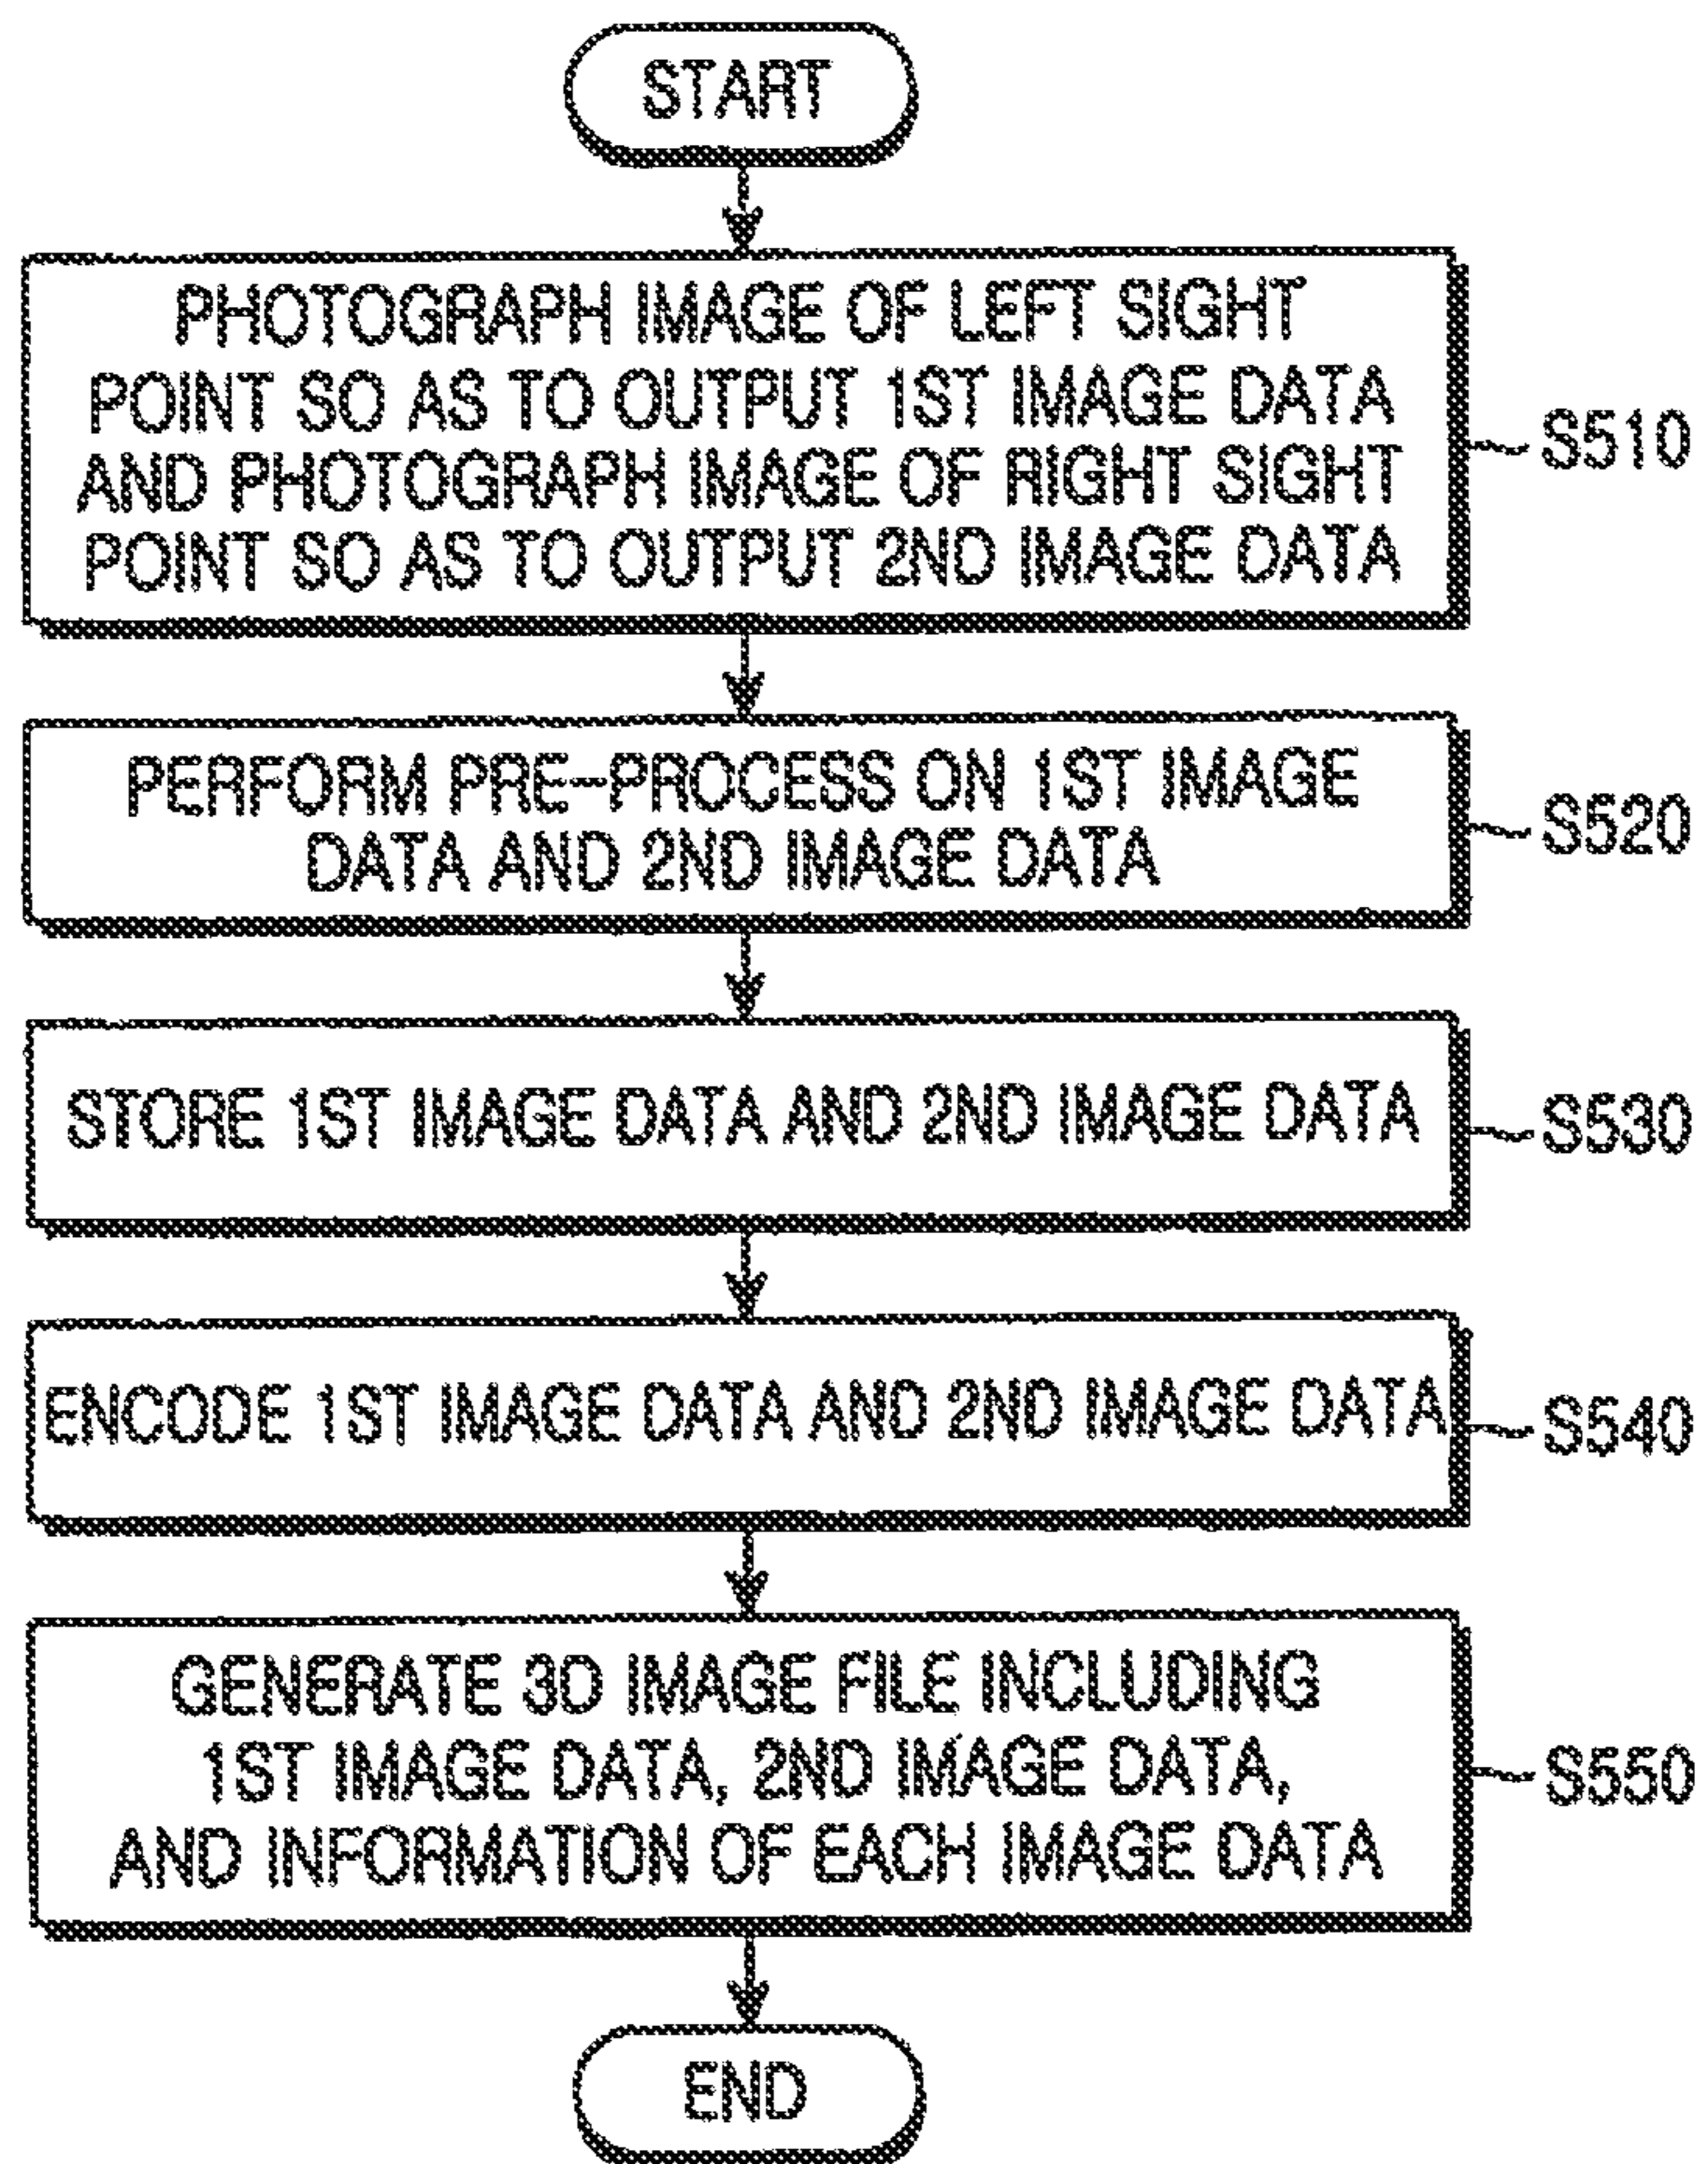 START
PHOTOGRAPH IMAGE OF LEFT SIGHT
POINT SO AS TO OUTPUT 1ST IMAGE DATA
AND PHOTOGRAPH IMAGE OF RIGHT SIGHT
POINT SO AS TO OUTPUT 2ND IMAGE DATA
S510
PERFORM PRE-PROCESS ON 1ST IMAGE
DATA AND 2ND IMAGE DATA
S520
STORE 1ST IMAGE DATA AND 2ND IMAGE DATA
S530
ENCODE 1ST IMAGE DATA AND 2ND IMAGE DATA
S540
GENERATE 3D IMAGE FILE INCLUDING
1ST IMAGE DATA, 2ND IMAGE DATA,
AND INFORMATION OF EACH IMAGE DATA
S550
END